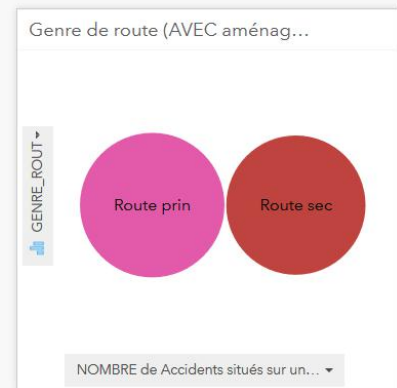 Genre de route (AVEC aménag…
GENRE_ROUT
Route prin
Route sec
NOMBRE de Accidents situés sur un…